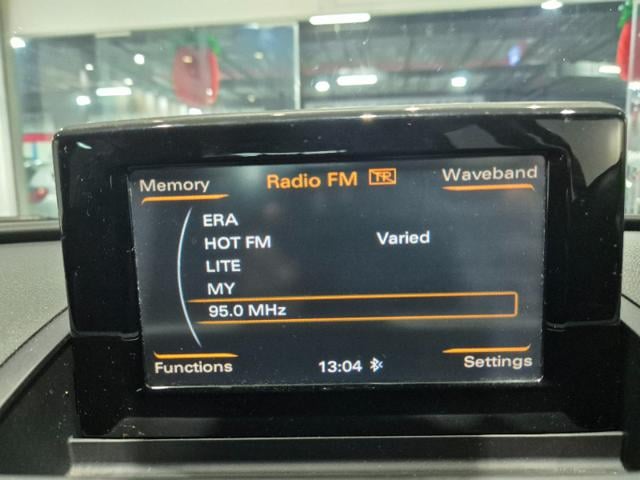 Memory Radio FM TP Waveband
ERA
HOT FM Varied
LITE
MY
95.0 MHz
Functions 13:04 Settings